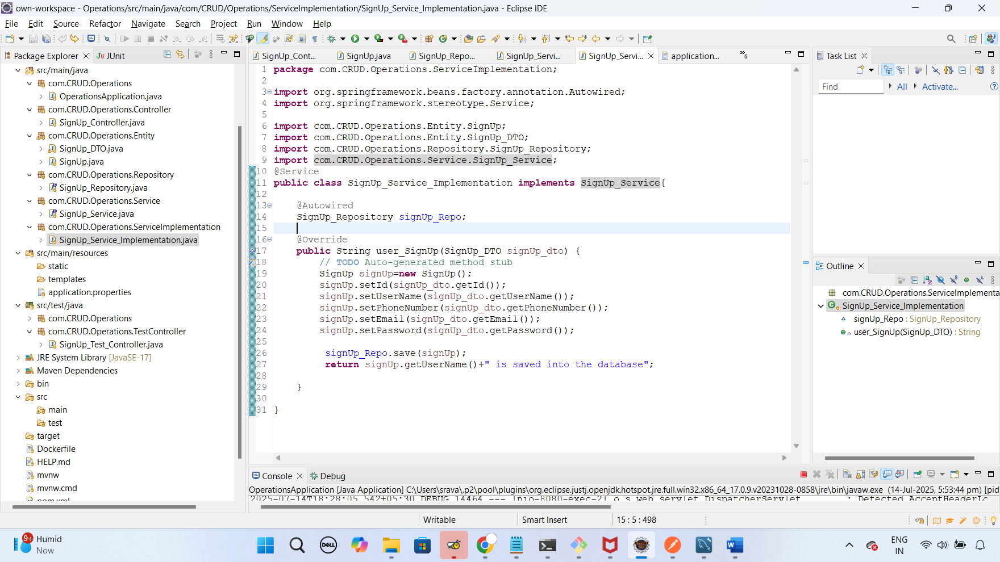 own-workspace - Operations/src/main/java/com/CRUD/Operations/ServiceImplementation/SignUp_Service_Implementation.java - Eclipse IDE
File Edit Source Refactor Navigate Search Project Run Window Help
Package Explorer JUnit
src/main/java
com.CRUD.Operations
OperationsApplication.java
com.CRUD.Operations.Controller
SignUp_Controller.java
com.CRUD.Operations.Entity
SignUp_DTO.java
SignUp.java
com.CRUD.Operations.Repository
SignUp_Repository.java
com.CRUD.Operations.Service
SignUp_Service.java
com.CRUD.Operations.ServiceImplementation
SignUp_Service_Implementation.java
src/main/resources
static
templates
application.properties
src/test/java
com.CRUD.Operations
com.CRUD.Operations.TestController
SignUp_Test_Controller.java
JRE System Library [JavaSE-17]
Maven Dependencies
bin
src
main
test
target
Dockerfile
HELP.md
mvnw
mvnw.cmd
SignUp_Cont... SignUp.java SignUp_Repo... SignUp_Servi... SignUp_Servi... application... »6
1 package com.CRUD.Operations.ServiceImplementation;
2
3 import org.springframework.beans.factory.annotation.Autowired;
4 import org.springframework.stereotype.Service;
5
6 import com.CRUD.Operations.Entity.SignUp;
7 import com.CRUD.Operations.Entity.SignUp_DTO;
8 import com.CRUD.Operations.Repository.SignUp_Repository;
9 import com.CRUD.Operations.Service.SignUp_Service;
10 @Service
11 public class SignUp_Service_Implementation implements SignUp_Service{
12
13 @Autowired
14 SignUp_Repository signUp_Repo;
15
16 @Override
17 public String user_SignUp(SignUp_DTO signUp_dto) {
18 // TODO Auto-generated method stub
19 SignUp signUp=new SignUp();
20 signUp.setId(signUp_dto.getId());
21 signUp.setUserName(signUp_dto.getUserName());
22 signUp.setPhoneNumber(signUp_dto.getPhoneNumber());
23 signUp.setEmail(signUp_dto.getEmail());
24 signUp.setPassword(signUp_dto.getPassword());
25
26 signUp_Repo.save(signUp);
27 return signUp.getUserName()+" is saved into the database";
28
29 }
30
31 }
Task List
Find All Activate...
Outline
com.CRUD.Operations.ServiceImplementa
SignUp_Service_Implementation
signUp_Repo : SignUp_Repository
user_SignUp(SignUp_DTO) : String
Console Debug
OperationsApplication [Java Application] C:\Users\srava\.p2\pool\plugins\org.eclipse.justj.openjdk.hotspot.jre.full.win32.x86_64_17.0.9.v20231028-0858\jre\bin\javaw.exe (14-Jul-2025, 5:53:44 pm) [pid
2025-07-14T18:28:05.542+05:30 DEBUG 14464 --- [nio-8080-exec-2] o.s.web.servlet.DispatcherServlet : Detected AcceptHeaderLo
Writable Smart Insert 15 : 5 : 498
9+ Humid
Now
DELL
ENG
IN